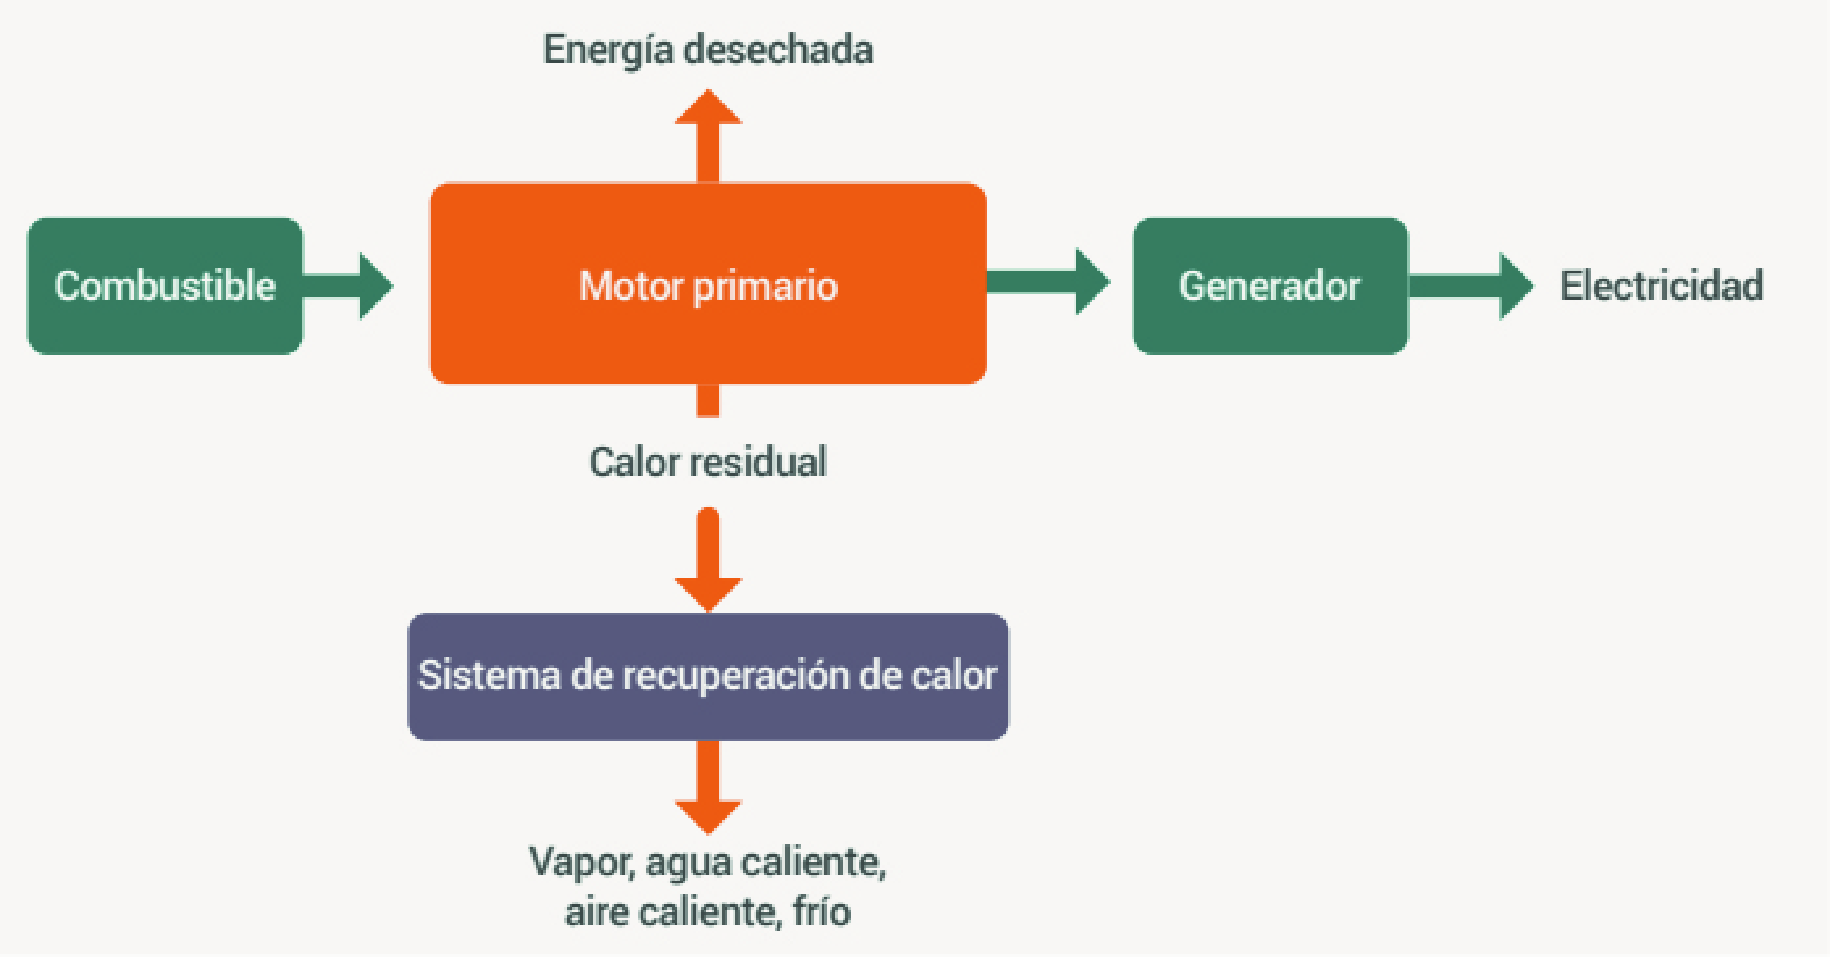 Energía desechada
Combustible
Motor primario
Generador
Electricidad
Calor residual
Sistema de recuperación de calor
Vapor, agua caliente,
aire caliente, frío